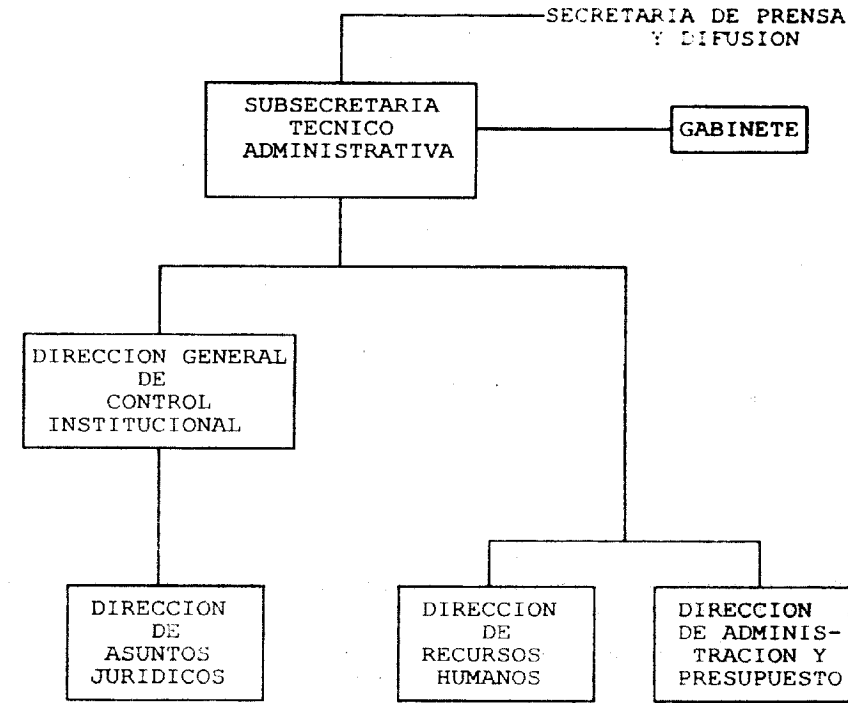 SECRETARIA DE PRENSA
Y DIFUSION
SUBSECRETARIA
TECNICO
ADMINISTRATIVA
GABINETE
DIRECCION GENERAL
DE
CONTROL
INSTITUCIONAL
DIRECCION
DE
ASUNTOS
JURIDICOS
DIRECCION
DE
RECURSOS
HUMANOS
DIRECCION
DE ADMINIS-
TRACION Y
PRESUPUESTO